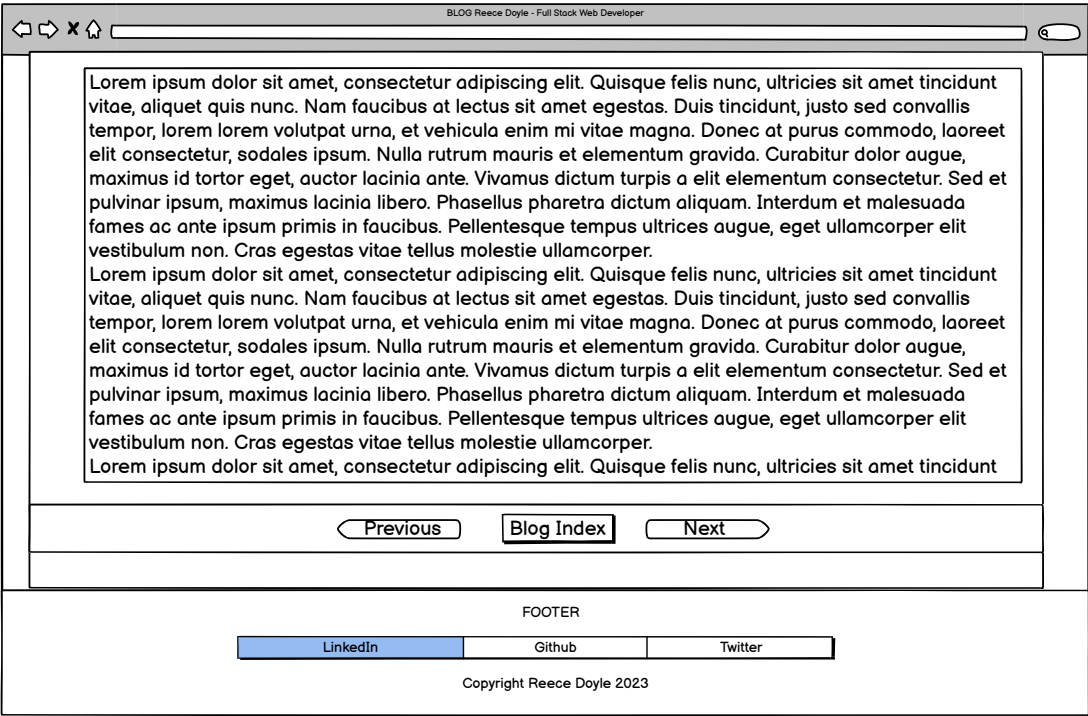 BLOG Reece Doyle - Full Stack Web Developer
Lorem ipsum dolor sit amet, consectetur adipiscing elit. Quisque felis nunc, ultricies sit amet tincidunt
vitae, aliquet quis nunc. Nam faucibus at lectus sit amet egestas. Duis tincidunt, justo sed convallis
tempor, lorem lorem volutpat urna, et vehicula enim mi vitae magna. Donec at purus commodo, laoreet
elit consectetur, sodales ipsum. Nulla rutrum mauris et elementum gravida. Curabitur dolor augue,
maximus id tortor eget, auctor lacinia ante. Vivamus dictum turpis a elit elementum consectetur. Sed et
pulvinar ipsum, maximus lacinia libero. Phasellus pharetra dictum aliquam. Interdum et malesuada
fames ac ante ipsum primis in faucibus. Pellentesque tempus ultrices augue, eget ullamcorper elit
vestibulum non. Cras egestas vitae tellus molestie ullamcorper.
Lorem ipsum dolor sit amet, consectetur adipiscing elit. Quisque felis nunc, ultricies sit amet tincidunt
vitae, aliquet quis nunc. Nam faucibus at lectus sit amet egestas. Duis tincidunt, justo sed convallis
tempor, lorem lorem volutpat urna, et vehicula enim mi vitae magna. Donec at purus commodo, laoreet
elit consectetur, sodales ipsum. Nulla rutrum mauris et elementum gravida. Curabitur dolor augue,
maximus id tortor eget, auctor lacinia ante. Vivamus dictum turpis a elit elementum consectetur. Sed et
pulvinar ipsum, maximus lacinia libero. Phasellus pharetra dictum aliquam. Interdum et malesuada
fames ac ante ipsum primis in faucibus. Pellentesque tempus ultrices augue, eget ullamcorper elit
vestibulum non. Cras egestas vitae tellus molestie ullamcorper.
Lorem ipsum dolor sit amet, consectetur adipiscing elit. Quisque felis nunc, ultricies sit amet tincidunt
Previous Blog Index Next
FOOTER
LinkedIn Github Twitter
Copyright Reece Doyle 2023